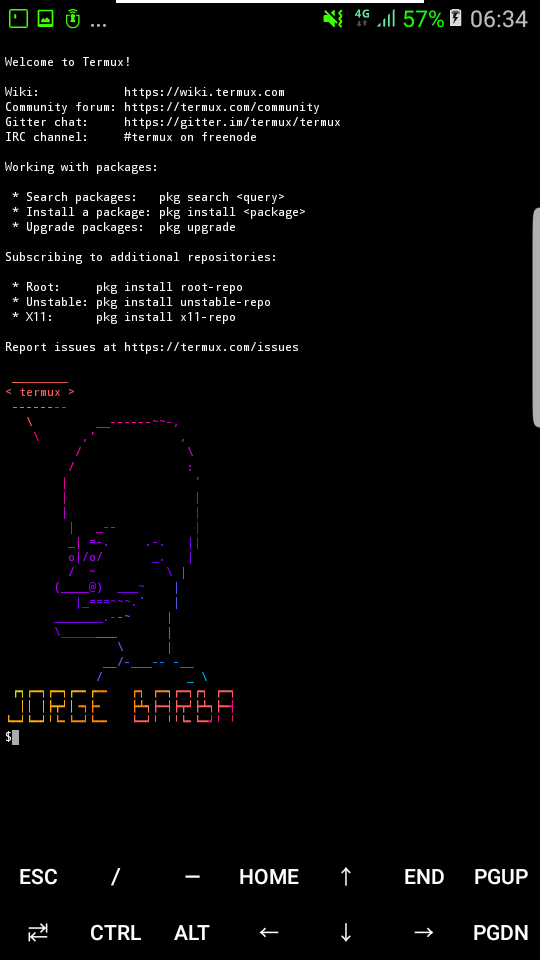 ... 4G 57% 06:34
Welcome to Termux!
Wiki: https://wiki.termux.com
Community forum: https://termux.com/community
Gitter chat: https://gitter.im/termux/termux
IRC channel: #termux on freenode
Working with packages:
* Search packages: pkg search <query>
* Install a package: pkg install <package>
* Upgrade packages: pkg upgrade
Subscribing to additional repositories:
* Root: pkg install root-repo
* Unstable: pkg install unstable-repo
* X11: pkg install x11-repo
Report issues at https://termux.com/issues
< termux >
JORGE BARBA
$
ESC / — HOME ↑ END PGUP
⇄ CTRL ALT ← ↓ → PGDN